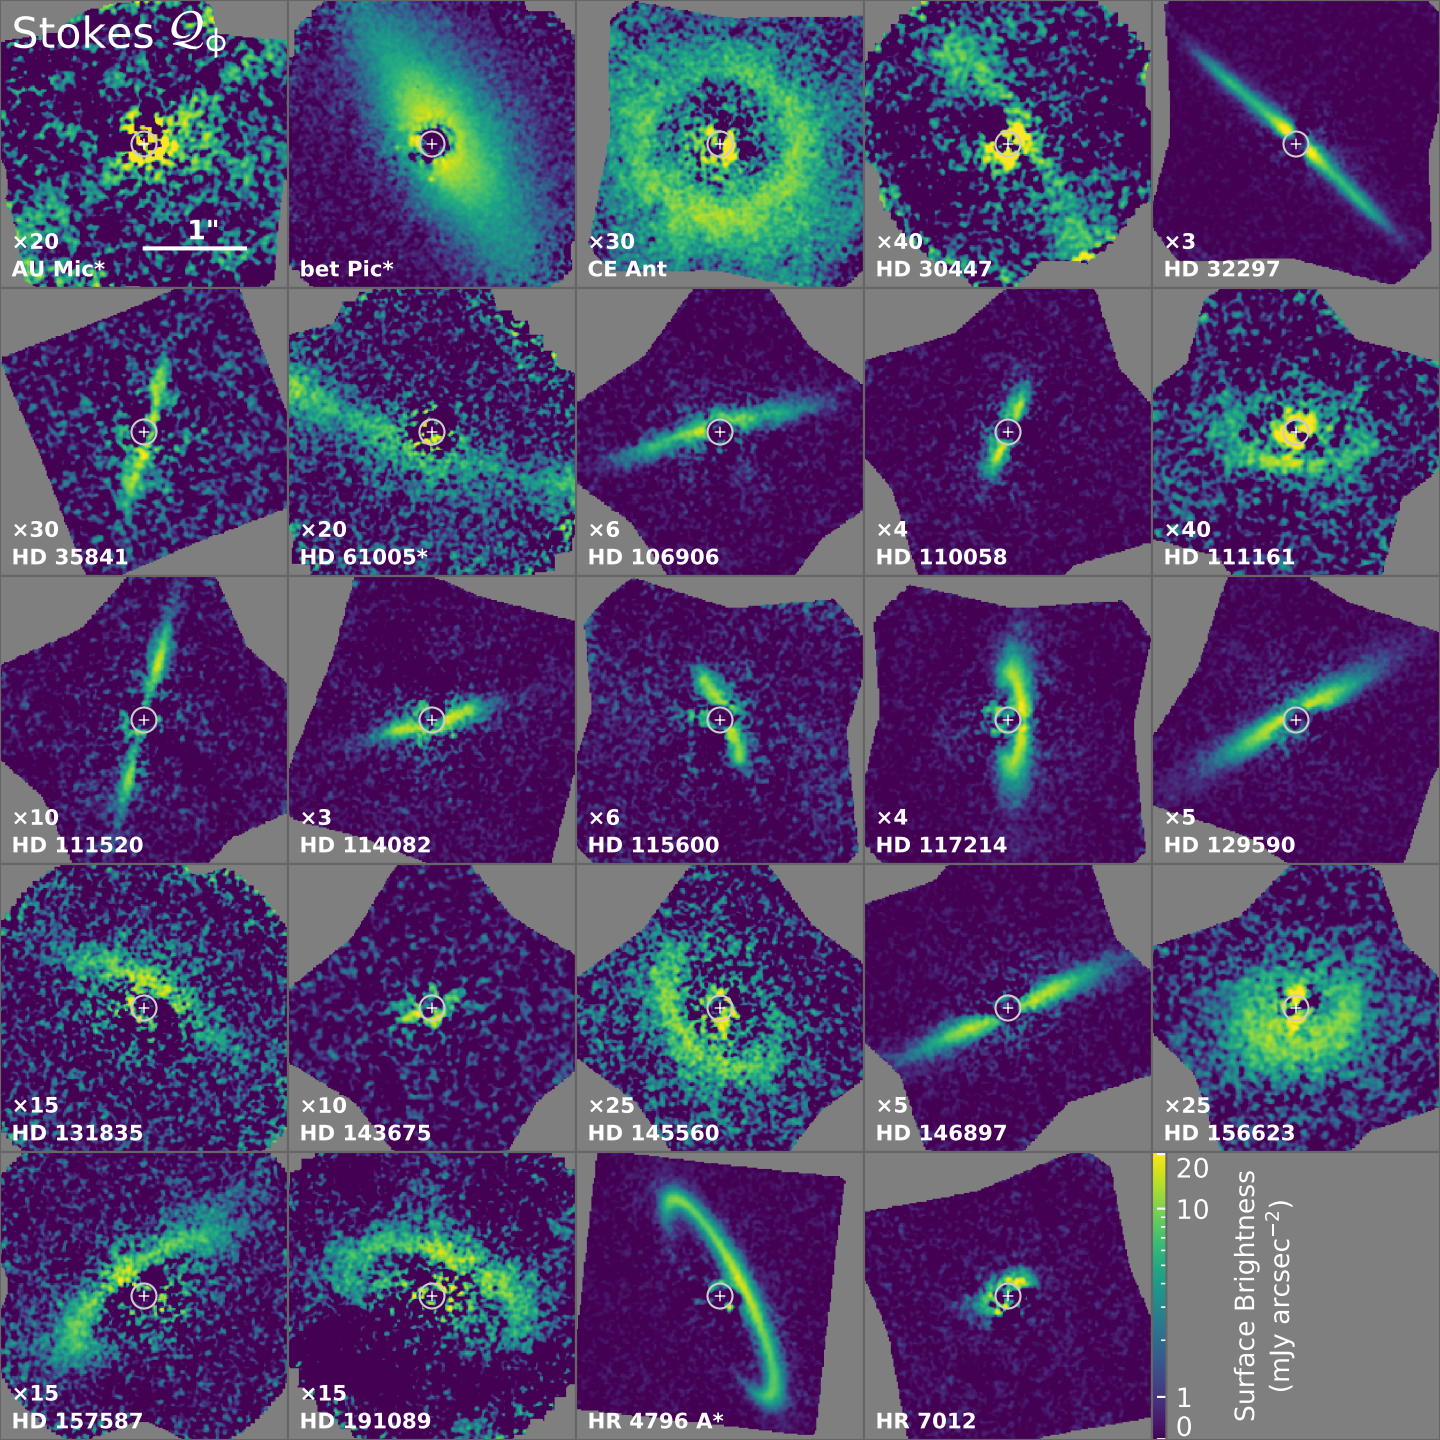 Stokes 𝒬ϕ
1"
×20
AU Mic*
bet Pic*
×30
CE Ant
×40
HD 30447
×3
HD 32297
×30
HD 35841
×20
HD 61005*
×6
HD 106906
×4
HD 110058
×40
HD 111161
×10
HD 111520
×3
HD 114082
×6
HD 115600
×4
HD 117214
×5
HD 129590
×15
HD 131835
×10
HD 143675
×25
HD 145560
×5
HD 146897
×25
HD 156623
×15
HD 157587
×15
HD 191089
HR 4796 A*
HR 7012
20
10
1
0
Surface Brightness
(mJy arcsec⁻²)